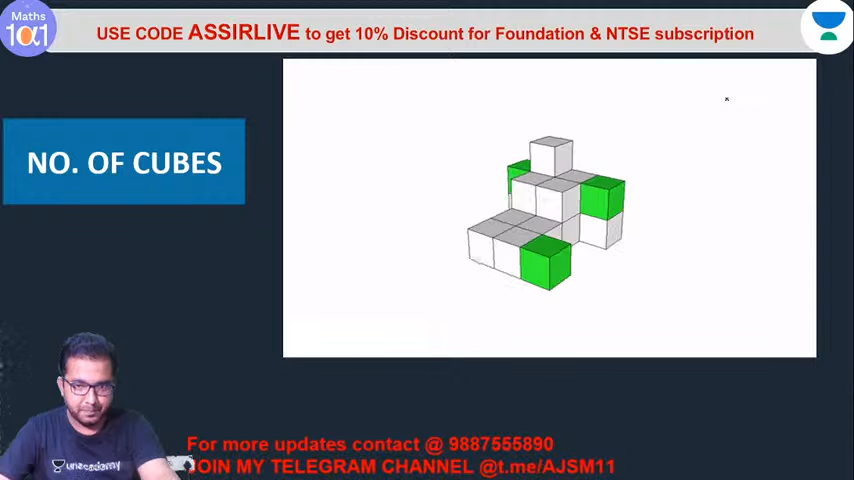 Maths
1α1
USE CODE ASSIRLIVE to get 10% Discount for Foundation & NTSE subscription
NO. OF CUBES
unacademy
For more updates contact @ 9887555890
JOIN MY TELEGRAM CHANNEL @t.me/AJSM11